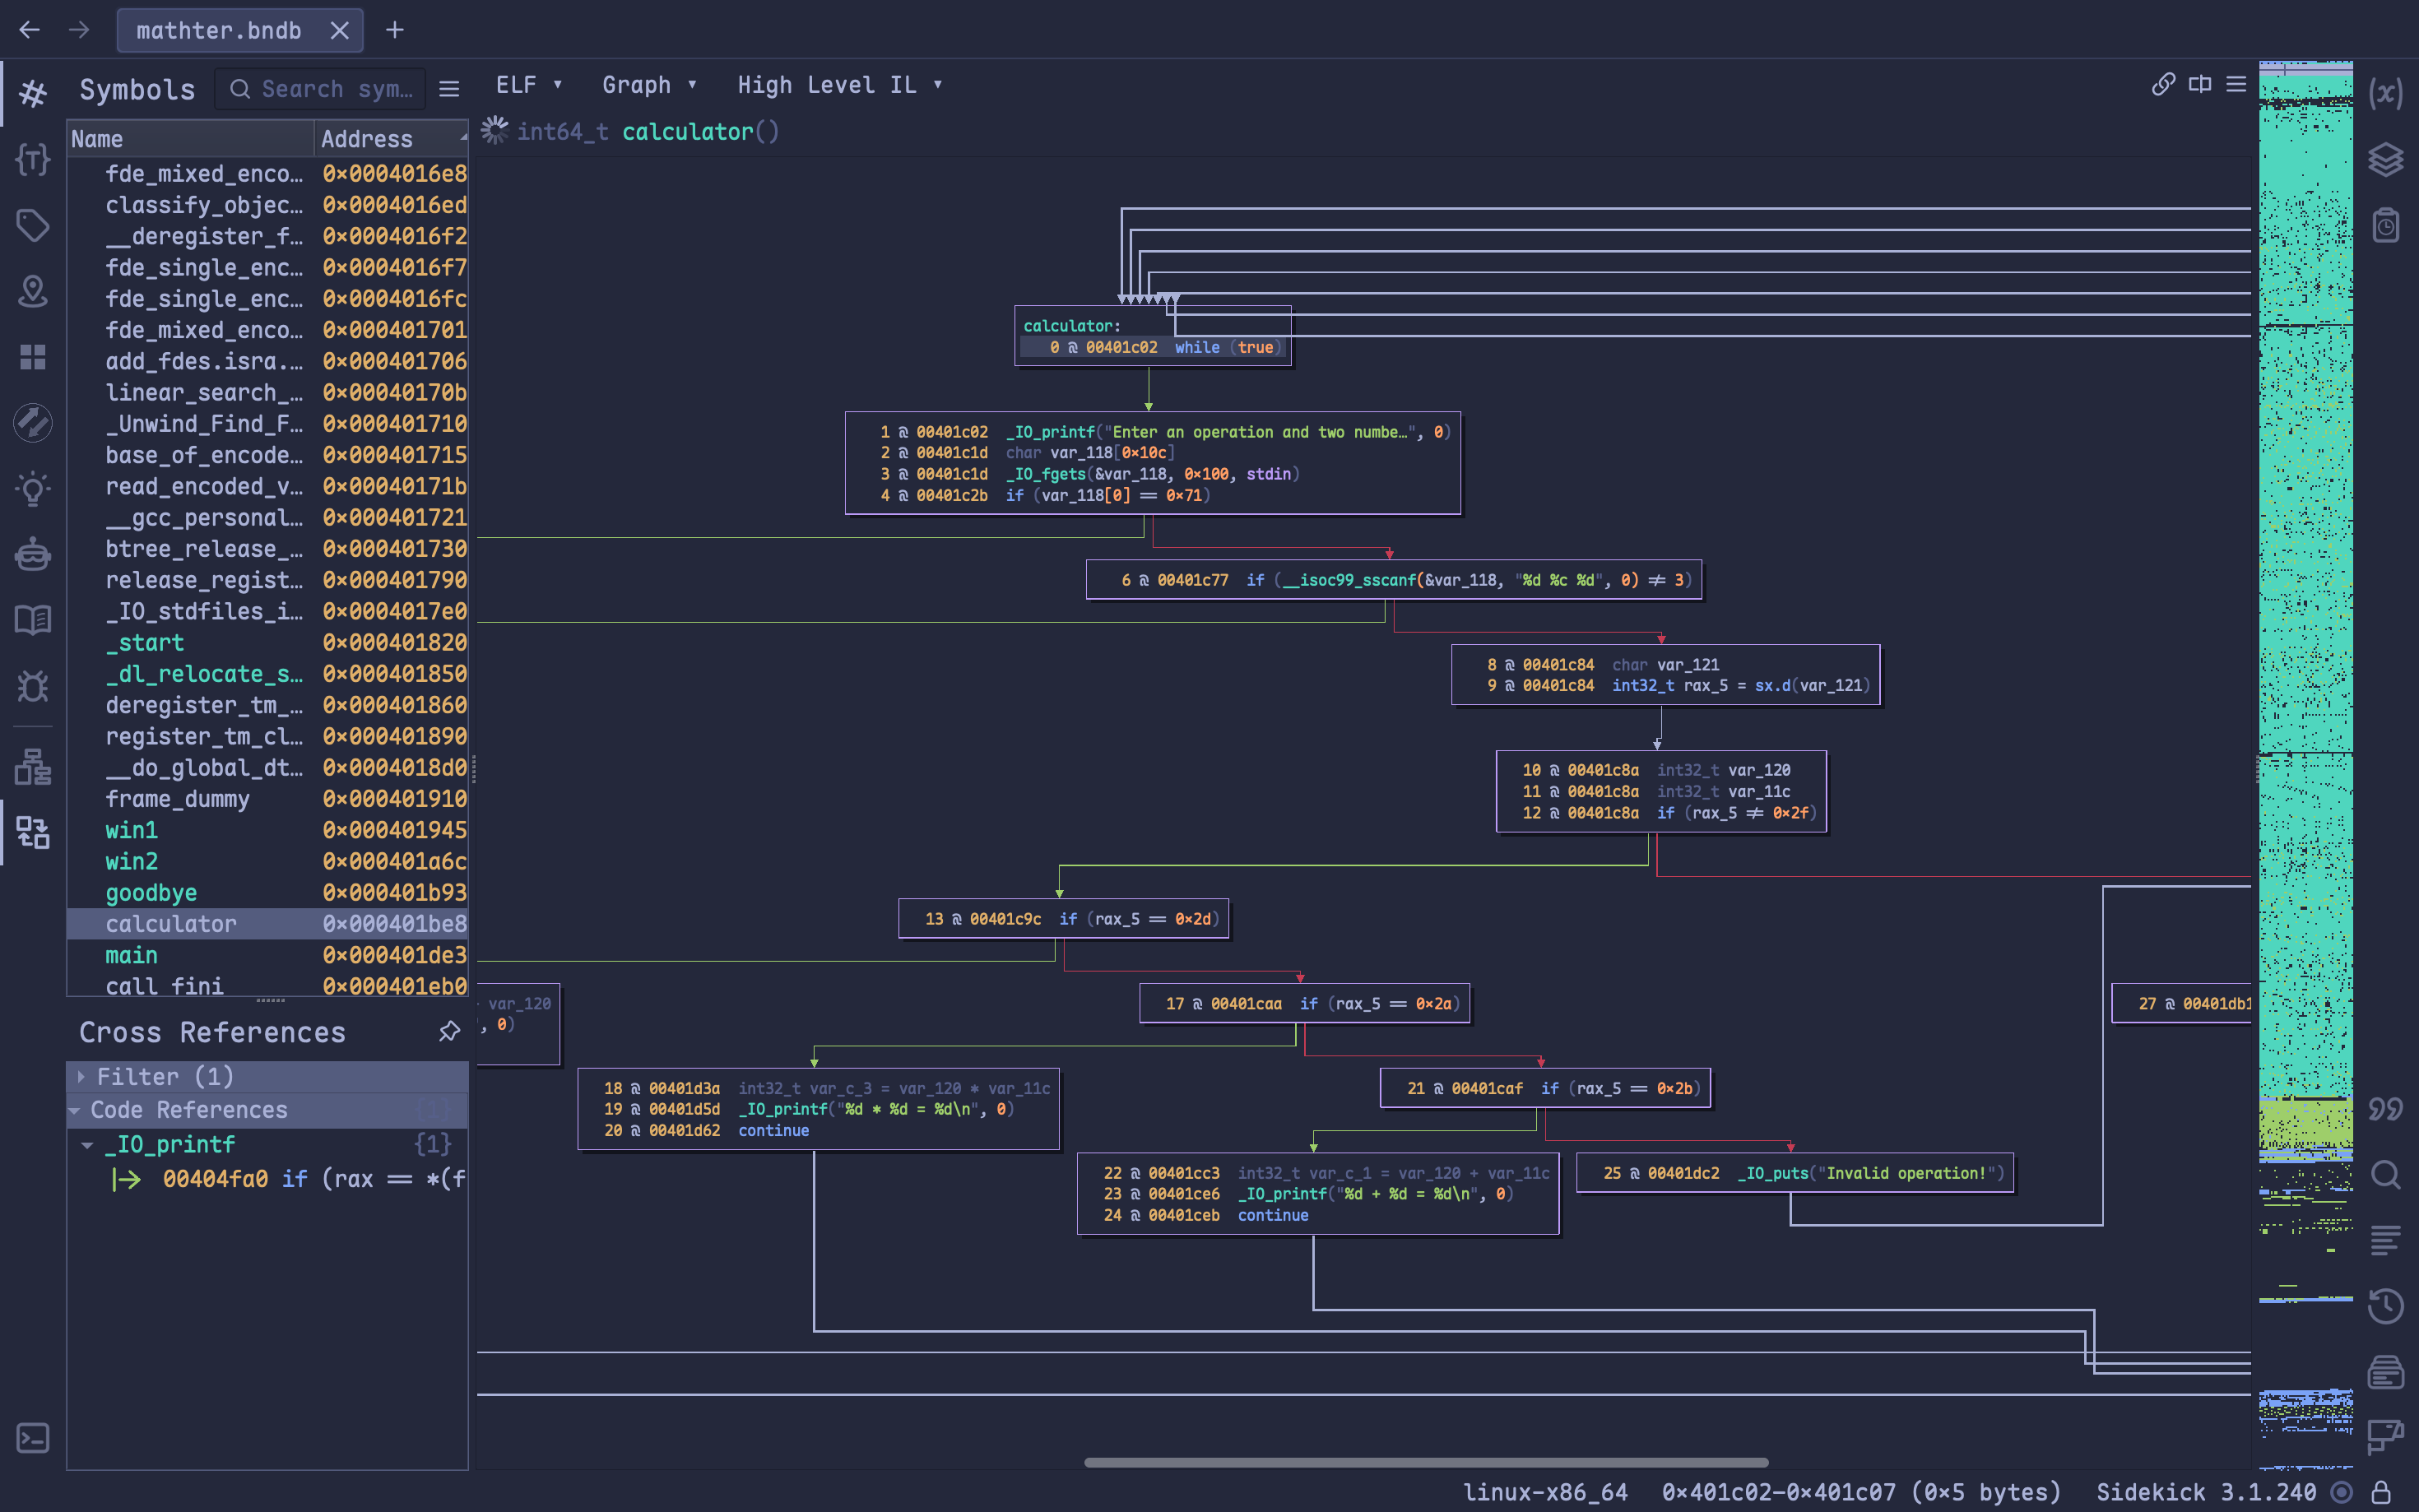 mathter.bndb
Symbols
Search sym…
ELF
Graph
High Level IL
int64_t calculator()
Name Address
fde_mixed_enco… 0x0004016e8
classify_objec… 0x0004016ed
__deregister_f… 0x0004016f2
fde_single_enc… 0x0004016f7
fde_single_enc… 0x0004016fc
fde_mixed_enco… 0x000401701
add_fdes.isra.… 0x000401706
linear_search_… 0x00040170b
_Unwind_Find_F… 0x000401710
base_of_encode… 0x000401715
read_encoded_v… 0x00040171b
__gcc_personal… 0x000401721
btree_release_… 0x000401730
release_regist… 0x000401790
_IO_stdfiles_i… 0x0004017e0
_start 0x000401820
_dl_relocate_s… 0x000401850
deregister_tm_… 0x000401860
register_tm_cl… 0x000401890
__do_global_dt… 0x0004018d0
frame_dummy 0x000401910
win1 0x000401945
win2 0x000401a6c
goodbye 0x000401b93
calculator 0x000401be8
main 0x000401de3
call_fini 0x000401eb0
Cross References
Filter (1)
Code References {1}
_IO_printf {1}
00404fa0 if (rax == *(f
calculator:
0 @ 00401c02 while (true)
1 @ 00401c02 _IO_printf("Enter an operation and two numbe…", 0)
2 @ 00401c1d char var_118[0x10c]
3 @ 00401c1d _IO_fgets(&var_118, 0x100, stdin)
4 @ 00401c2b if (var_118[0] == 0x71)
6 @ 00401c77 if (__isoc99_sscanf(&var_118, "%d %c %d", 0) != 3)
8 @ 00401c84 char var_121
9 @ 00401c84 int32_t rax_5 = sx.d(var_121)
10 @ 00401c8a int32_t var_120
11 @ 00401c8a int32_t var_11c
12 @ 00401c8a if (rax_5 != 0x2f)
13 @ 00401c9c if (rax_5 == 0x2d)
17 @ 00401caa if (rax_5 == 0x2a)
27 @ 00401db1
var_120
, 0)
18 @ 00401d3a int32_t var_c_3 = var_120 * var_11c
19 @ 00401d5d _IO_printf("%d * %d = %d\n", 0)
20 @ 00401d62 continue
21 @ 00401caf if (rax_5 == 0x2b)
22 @ 00401cc3 int32_t var_c_1 = var_120 + var_11c
23 @ 00401ce6 _IO_printf("%d + %d = %d\n", 0)
24 @ 00401ceb continue
25 @ 00401dc2 _IO_puts("Invalid operation!")
linux-x86_64 0x401c02-0x401c07 (0x5 bytes) Sidekick 3.1.240